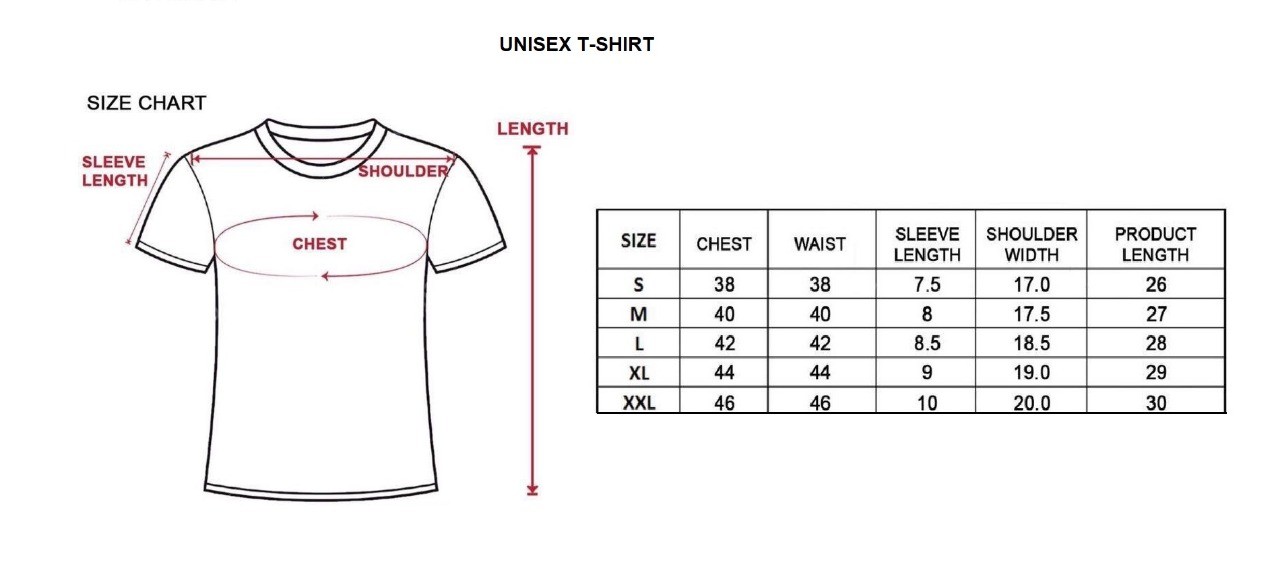 UNISEX T-SHIRT
SIZE CHART
LENGTH
SLEEVE
LENGTH
SHOULDER
CHEST
SIZE CHEST WAIST SLEEVE LENGTH SHOULDER WIDTH PRODUCT LENGTH
S 38 38 7.5 17.0 26
M 40 40 8 17.5 27
L 42 42 8.5 18.5 28
XL 44 44 9 19.0 29
XXL 46 46 10 20.0 30